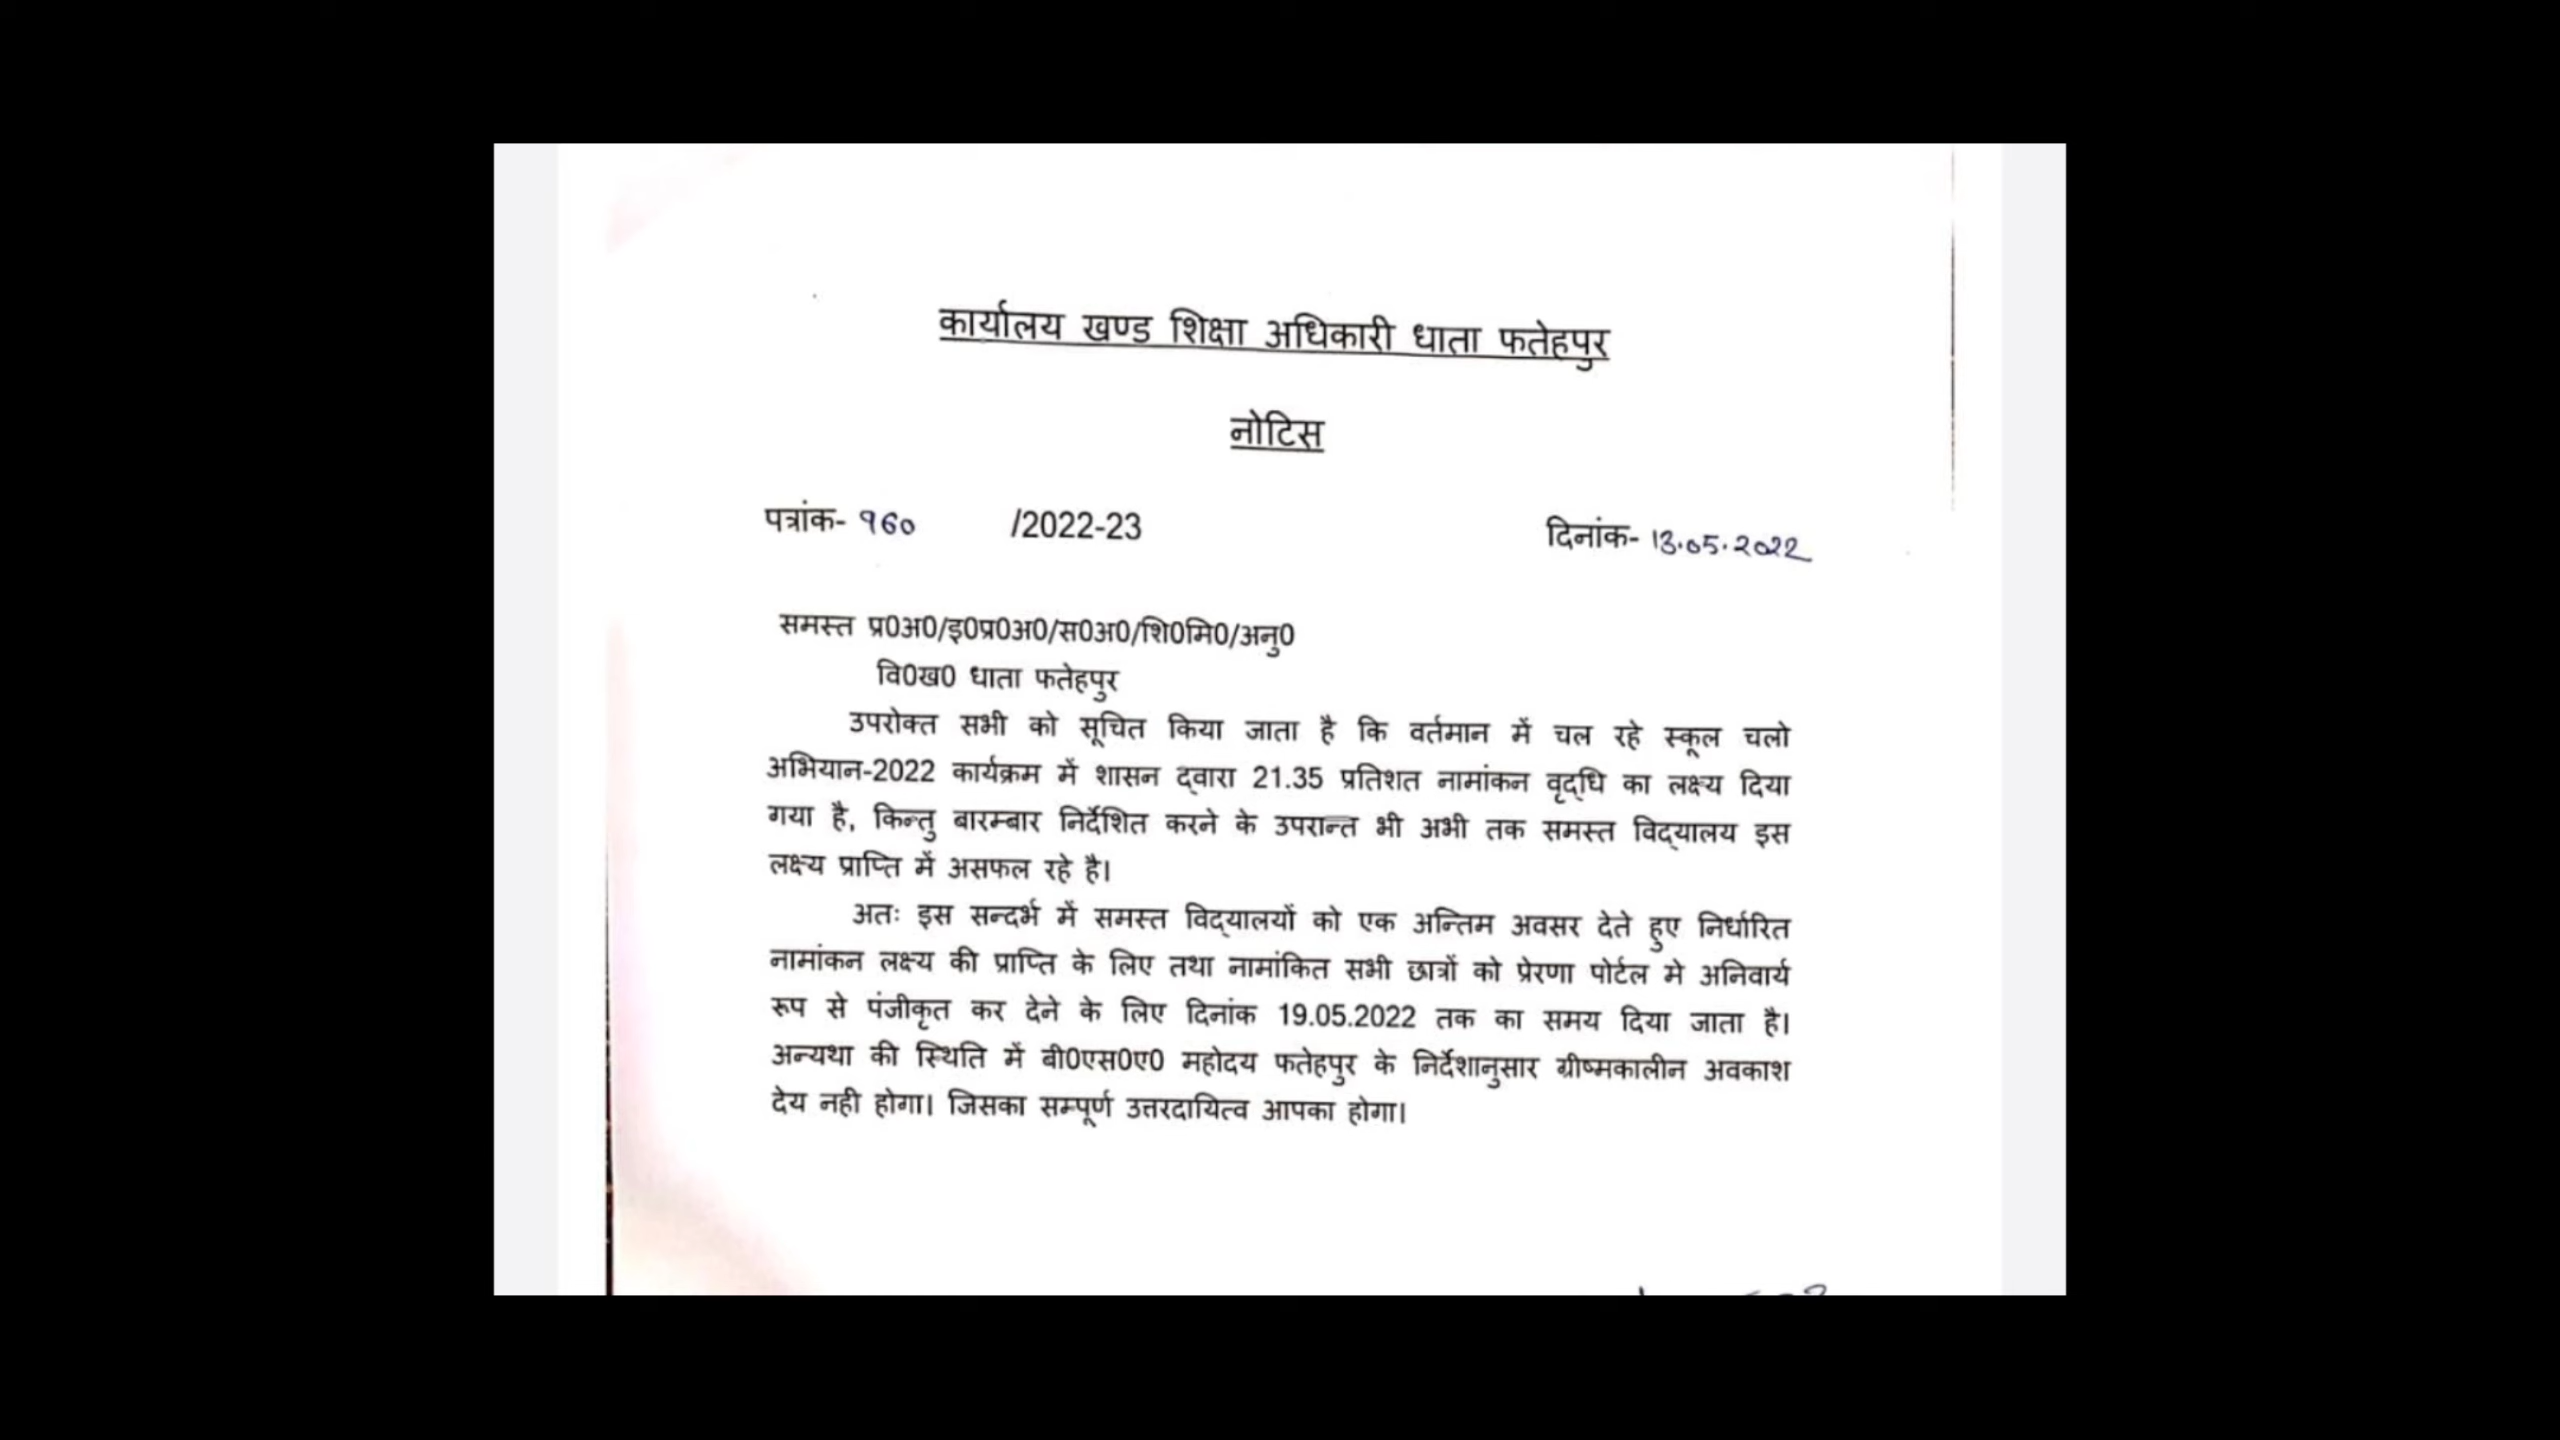 कार्यालय खण्ड शिक्षा अधिकारी धाता फतेहपुर
नोटिस
पत्रांक- १60 /2022-23 दिनांक- 13.05.2022
समस्त प्र0अ0/इ0प्र0अ0/स0अ0/शि0मि0/अनु0
वि0ख0 धाता फतेहपुर
उपरोक्त सभी को सूचित किया जाता है कि वर्तमान में चल रहे स्कूल चलो
अभियान-2022 कार्यक्रम में शासन द्वारा 21.35 प्रतिशत नामांकन वृद्धि का लक्ष्य दिया
गया है, किन्तु बारम्बार निर्देशित करने के उपरान्त भी अभी तक समस्त विद्यालय इस
लक्ष्य प्राप्ति में असफल रहे है।
अतः इस सन्दर्भ में समस्त विद्यालयों को एक अन्तिम अवसर देते हुए निर्धारित
नामांकन लक्ष्य की प्राप्ति के लिए तथा नामांकित सभी छात्रों को प्रेरणा पोर्टल मे अनिवार्य
रूप से पंजीकृत कर देने के लिए दिनांक 19.05.2022 तक का समय दिया जाता है।
अन्यथा की स्थिति में बी0एस0ए0 महोदय फतेहपुर के निर्देशानुसार ग्रीष्मकालीन अवकाश
देय नही होगा। जिसका सम्पूर्ण उत्तरदायित्व आपका होगा।